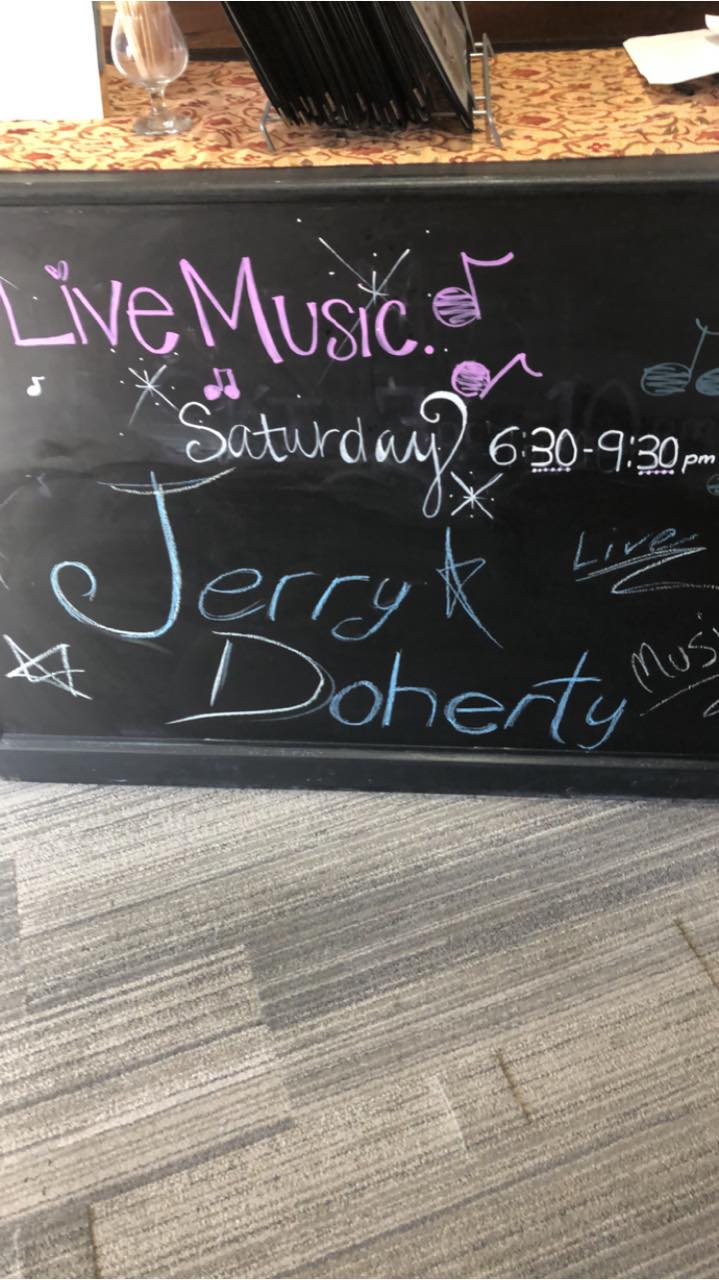 Live Music.
Saturday 6:30-9:30 pm
Jerry
Doherty
Live